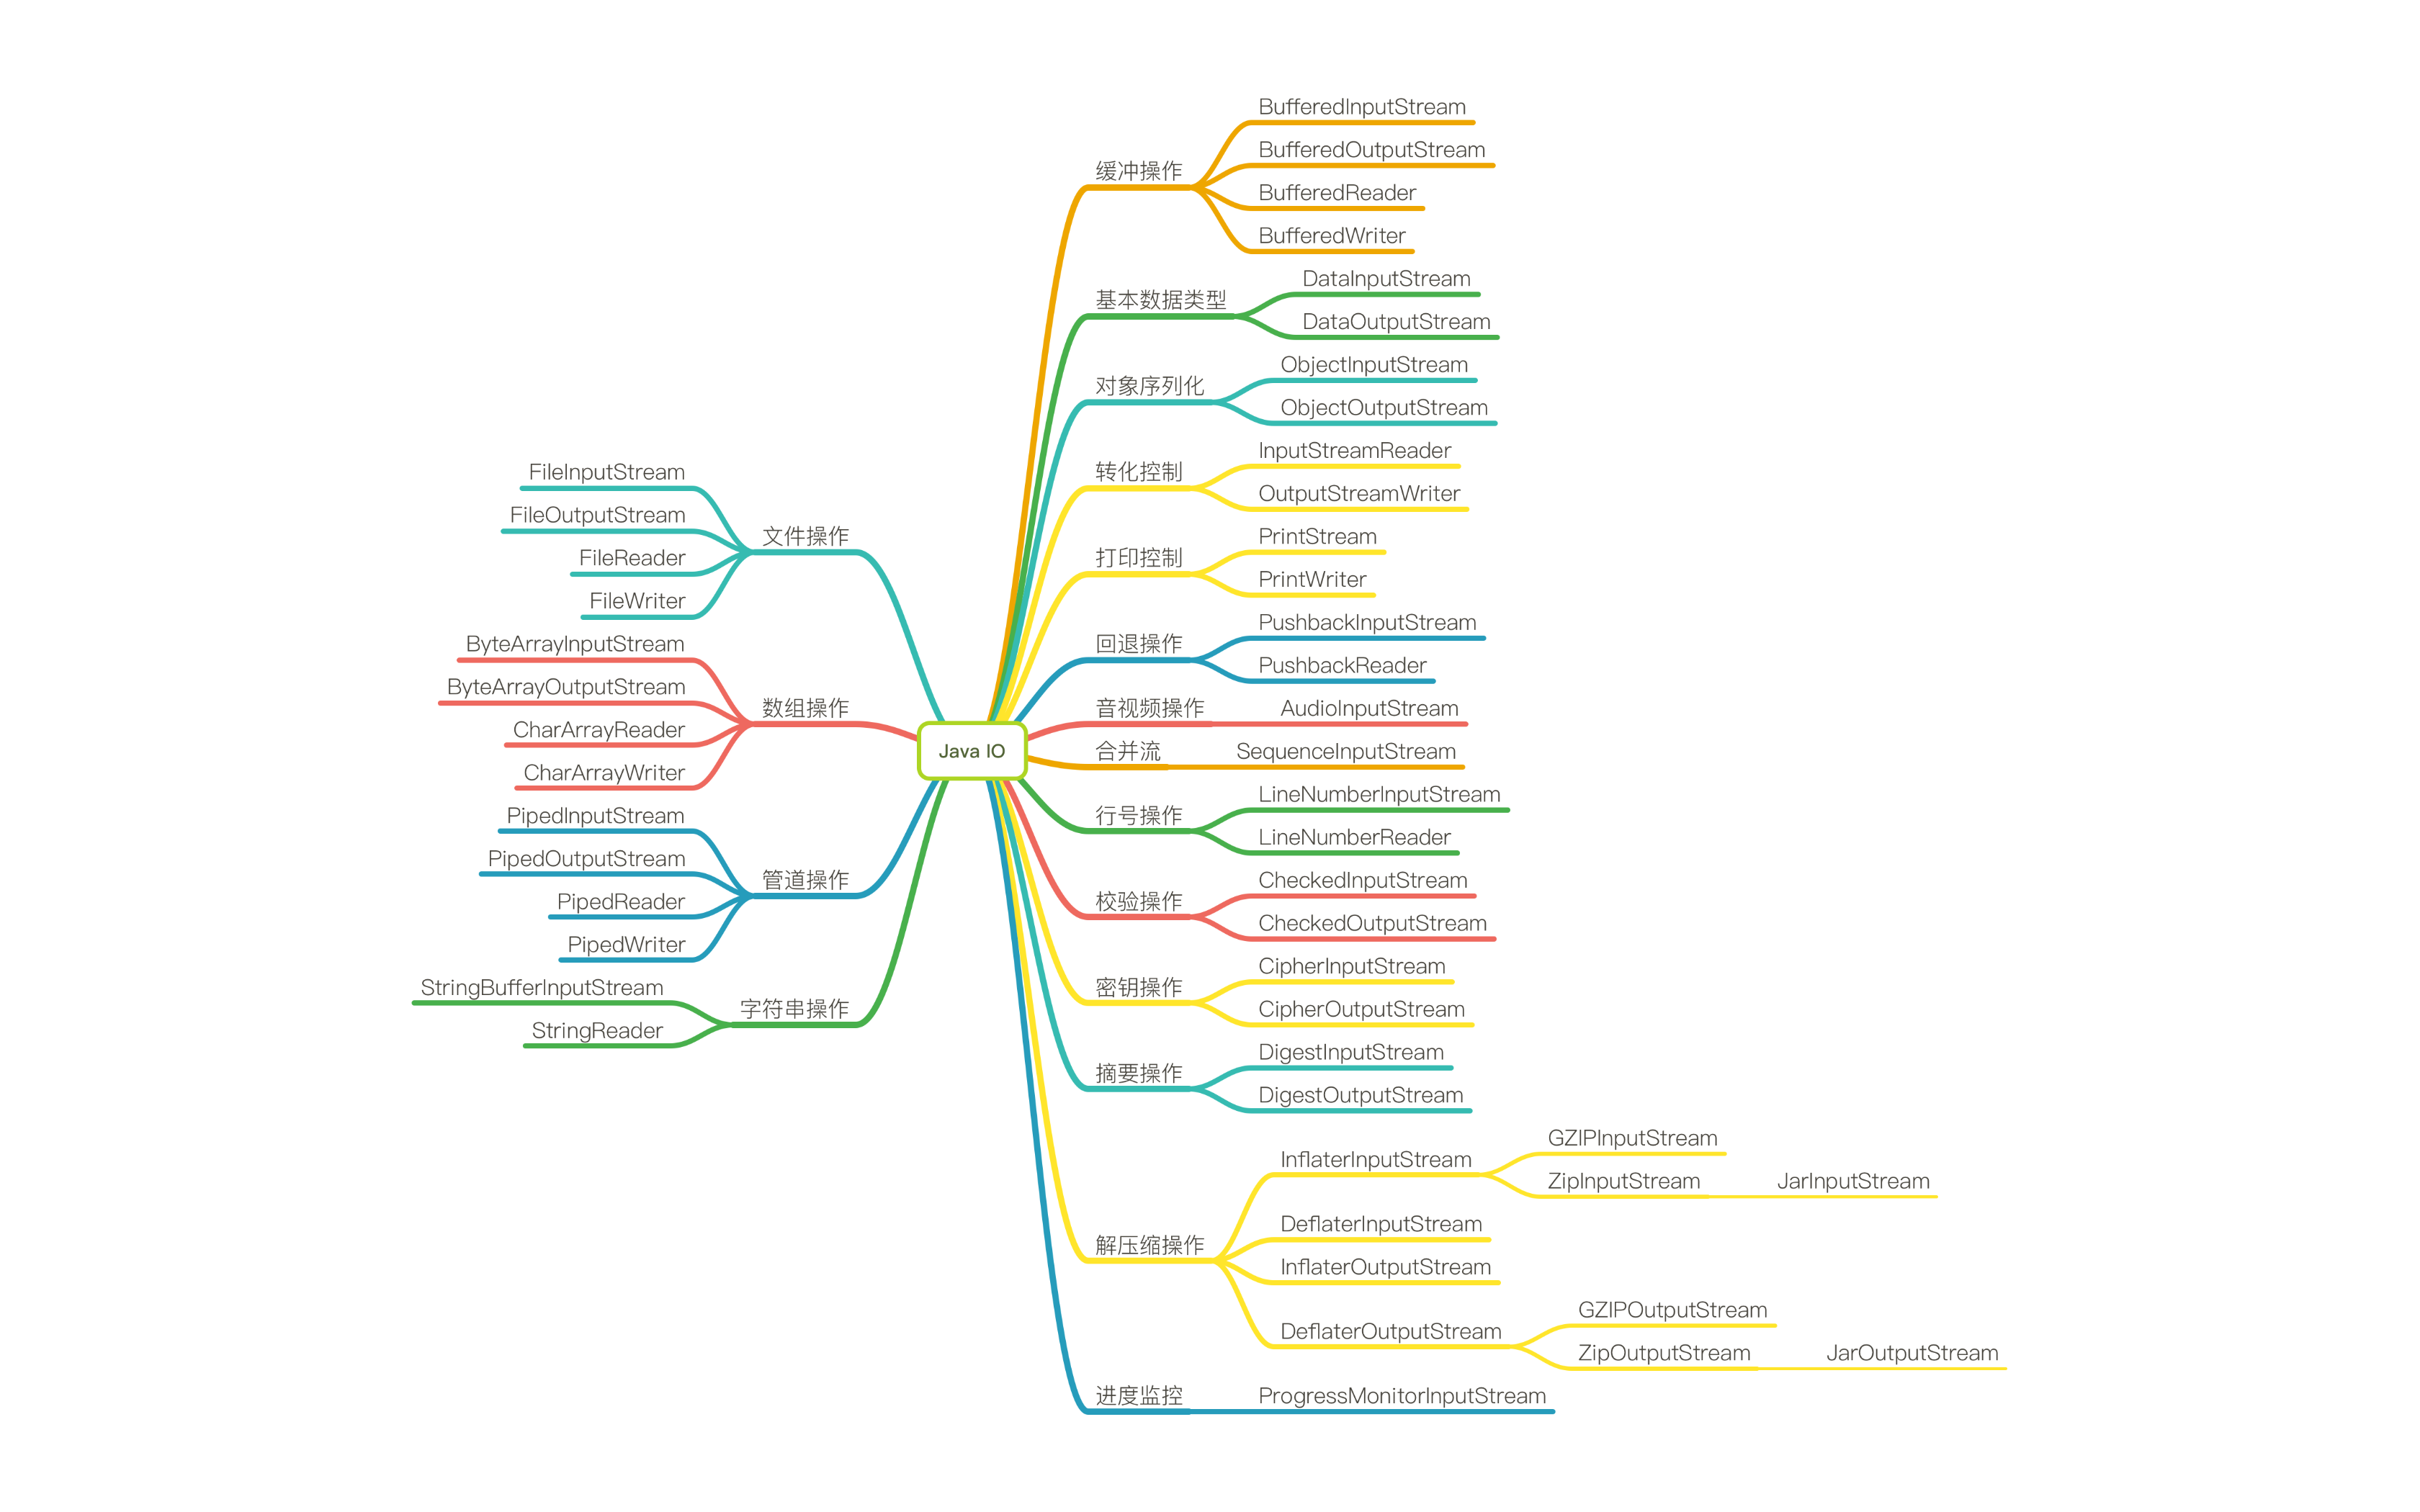 Java IO
文件操作
FileInputStream
FileOutputStream
FileReader
FileWriter
数组操作
ByteArrayInputStream
ByteArrayOutputStream
CharArrayReader
CharArrayWriter
管道操作
PipedInputStream
PipedOutputStream
PipedReader
PipedWriter
字符串操作
StringBufferInputStream
StringReader
缓冲操作
BufferedInputStream
BufferedOutputStream
BufferedReader
BufferedWriter
基本数据类型
DataInputStream
DataOutputStream
对象序列化
ObjectInputStream
ObjectOutputStream
转化控制
InputStreamReader
OutputStreamWriter
打印控制
PrintStream
PrintWriter
回退操作
PushbackInputStream
PushbackReader
音视频操作
AudioInputStream
合并流
SequenceInputStream
行号操作
LineNumberInputStream
LineNumberReader
校验操作
CheckedInputStream
CheckedOutputStream
密钥操作
CipherInputStream
CipherOutputStream
摘要操作
DigestInputStream
DigestOutputStream
解压缩操作
InflaterInputStream
GZIPInputStream
ZipInputStream
JarInputStream
DeflaterInputStream
InflaterOutputStream
DeflaterOutputStream
GZIPOutputStream
ZipOutputStream
JarOutputStream
进度监控
ProgressMonitorInputStream